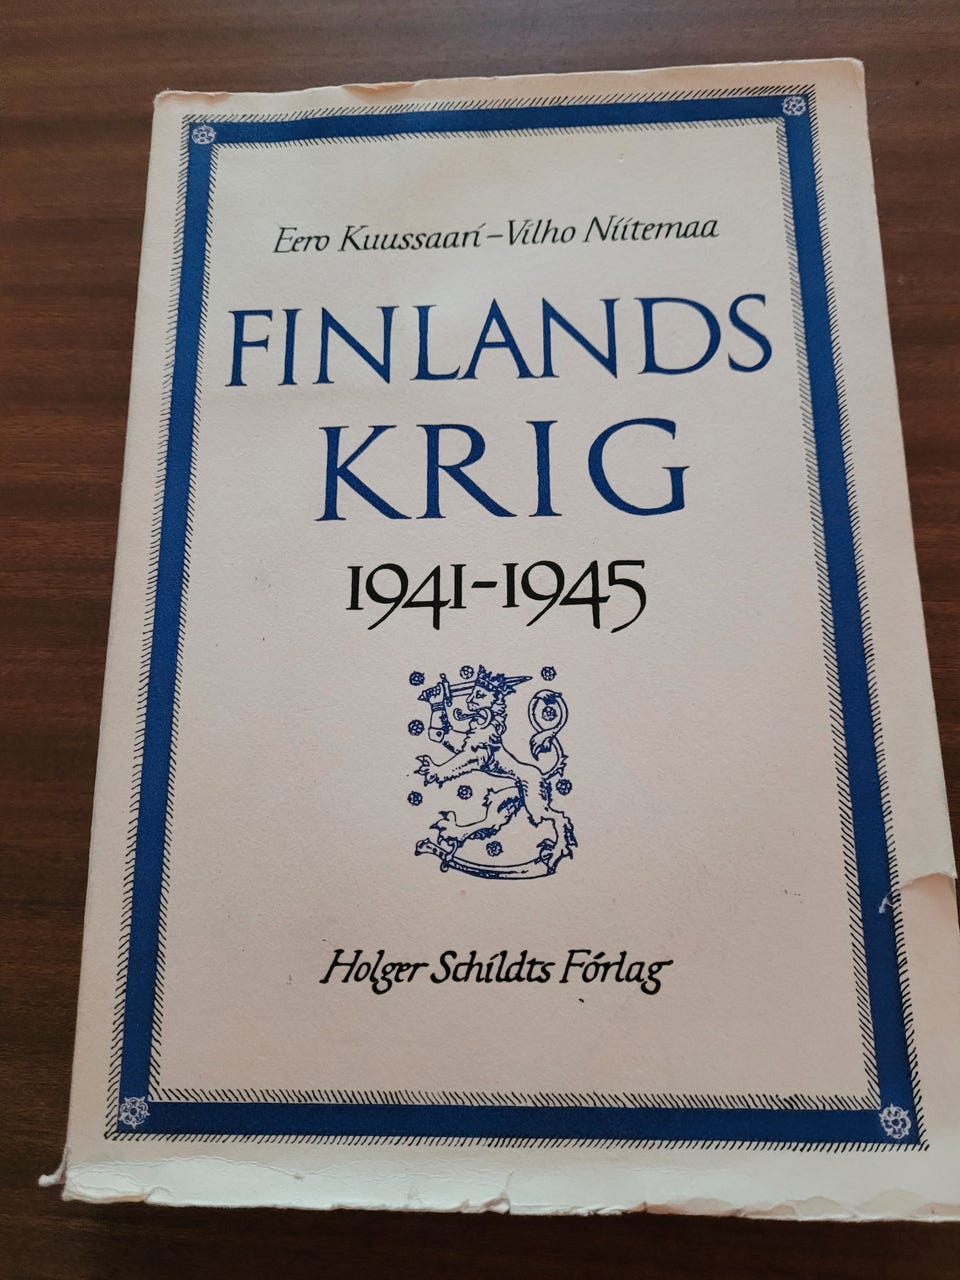 Eero Kuussaari – Vilho Niitemaa
FINLANDS
KRIG
1941-1945
Holger Schildts Förlag